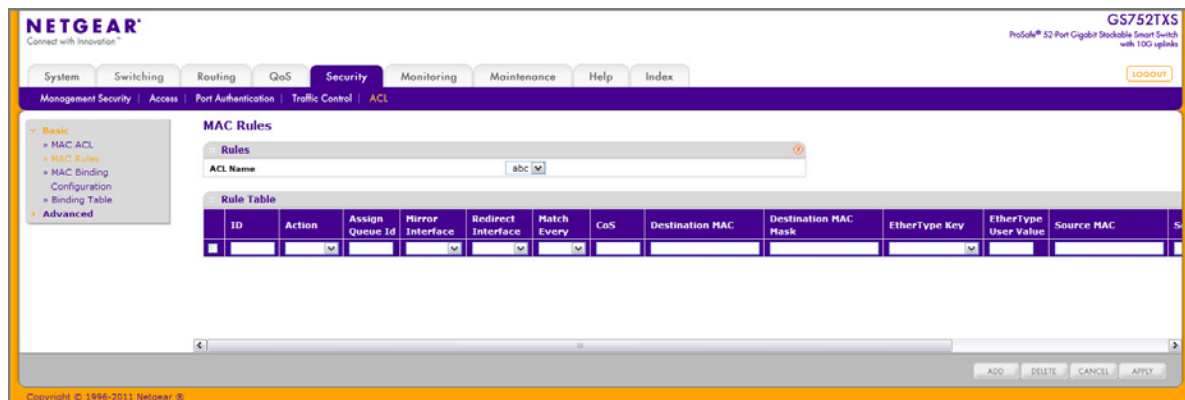 NETGEAR®
Connect with Innovation™
GS752TXS
ProSafe® 52-Port Gigabit Stackable Smart Switch
with 10G uplinks
System Switching Routing QoS Security Monitoring Maintenance Help Index
LOGOUT
Management Security | Access | Port Authentication | Traffic Control | ACL
Basic
» MAC ACL
» MAC Rules
» MAC Binding
Configuration
» Binding Table
Advanced
MAC Rules
Rules
ACL Name abc
Rule Table
ID Action Assign Queue Id Mirror Interface Redirect Interface Match Every CoS Destination MAC Destination MAC Mask EtherType Key EtherType User Value Source MAC
ADD DELETE CANCEL APPLY
Copyright © 1996-2011 Netgear ®